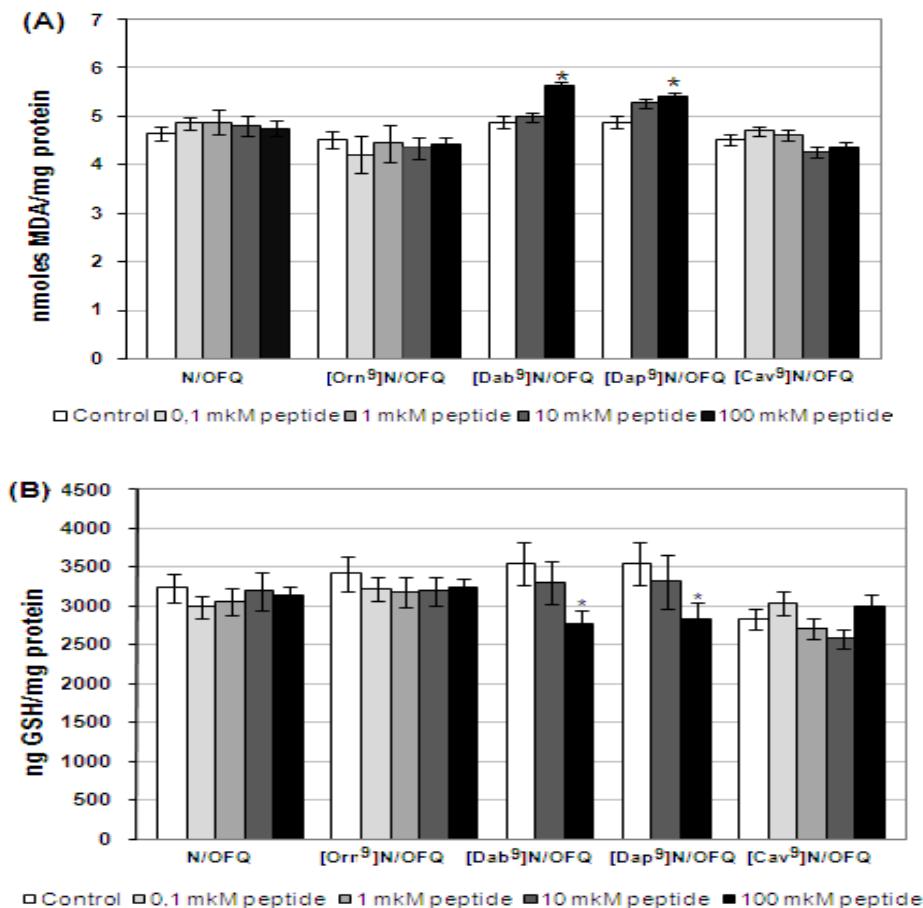 (A)
7
6
5
4
3
2
1
0
nmoles MDA/mg protein
*
*
N/OFQ [Orn⁹]N/OFQ [Dab⁹]N/OFQ [Dap⁹]N/OFQ [Cav⁹]N/OFQ
Control 0,1 mkM peptide 1 mkM peptide 10 mkM peptide 100 mkM peptide
(B)
4500
4000
3500
3000
2500
2000
1500
1000
500
0
ng GSH/mg protein
*
*
N/OFQ [Orr⁹]N/OFQ [Dab⁹]N/OFQ [Dap⁹]N/OFQ [Cav⁹]N/OFQ
Control 0,1 mkM peptide 1 mkM peptide 10 mkM peptide 100 mkM peptide